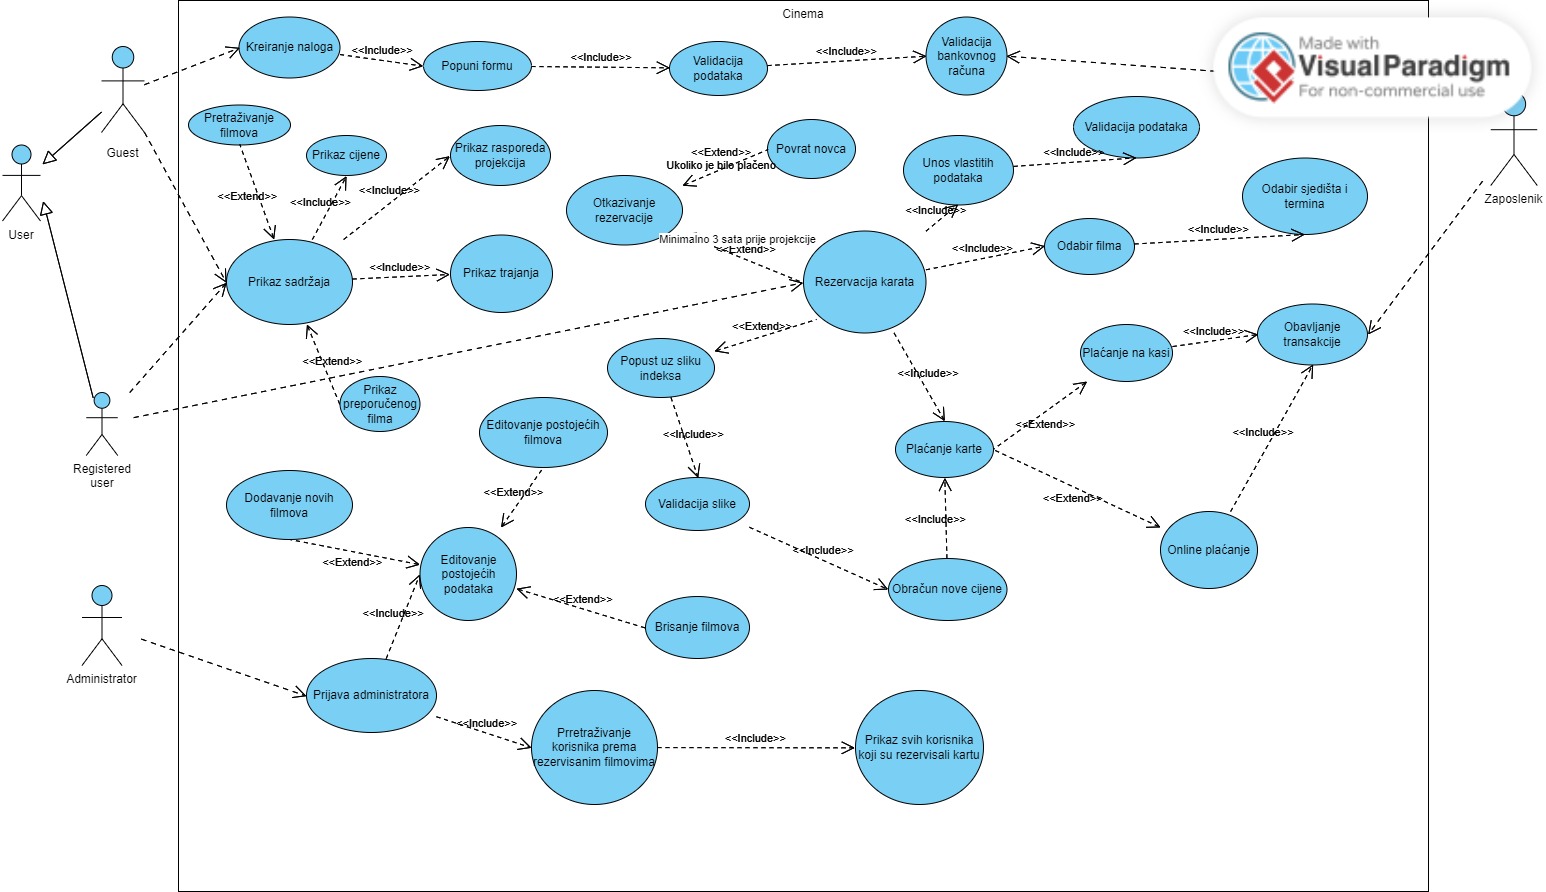 Cinema
Made with
VisualParadigm
For non-commercial use
Kreiranje naloga
<<Include>>
Popuni formu
<<Include>>
Validacija
podataka
<<Include>>
Validacija
bankovnog
računa
Guest
User
Zaposlenik
Pretraživanje
filmova
Prikaz cijene
Prikaz rasporeda
projekcija
<<Extend>>
<<Include>>
<<Include>>
Prikaz sadržaja
<<Include>>
Prikaz trajanja
<<Extend>>
Prikaz
preporučenog
filma
Registered
user
Povrat novca
<<Extend>>
Ukoliko je bilo plaćeno
Otkazivanje
rezervacije
Minimalno 3 sata prije projekcije
<<Extend>>
Rezervacija karata
Unos vlastitih
podataka
<<Include>>
<<Include>>
Validacija podataka
<<Include>>
Odabir filma
<<Include>>
Odabir sjedišta i
termina
<<Extend>>
Popust uz sliku
indeksa
<<Include>>
Validacija slike
<<Include>>
Obračun nove cijene
<<Include>>
<<Include>>
Plaćanje karte
<<Extend>>
Plaćanje na kasi
<<Include>>
Obavljanje
transakcije
<<Extend>>
Online plaćanje
<<Include>>
Editovanje postojećih
filmova
<<Extend>>
Dodavanje novih
filmova
<<Extend>>
Editovanje
postojećih
podataka
<<Extend>>
Brisanje filmova
<<Include>>
Administrator
Prijava administratora
<<Include>>
Prretraživanje
korisnika prema
rezervisanim filmovima
<<Include>>
Prikaz svih korisnika
koji su rezervisali kartu